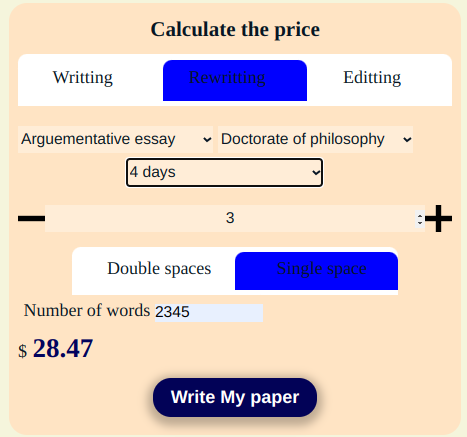 Calculate the price
Writting Rewritting Editting
Arguementative essay Doctorate of philosophy
4 days
3
Double spaces Single space
Number of words 2345
$ 28.47
Write My paper